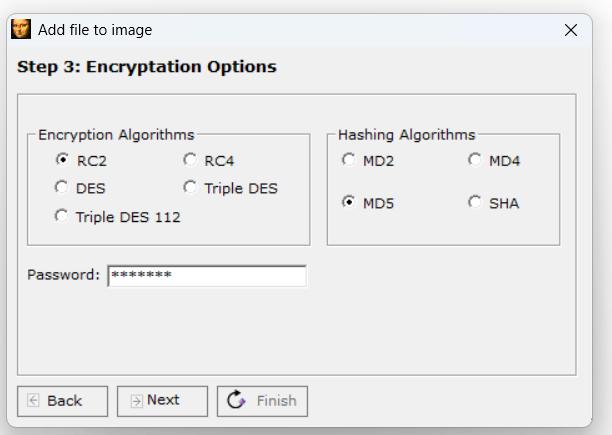 Add file to image
Step 3: Encryptation Options
Encryption Algorithms
RC2 RC4
DES Triple DES
Triple DES 112
Hashing Algorithms
MD2 MD4
MD5 SHA
Password: *******
Back Next Finish